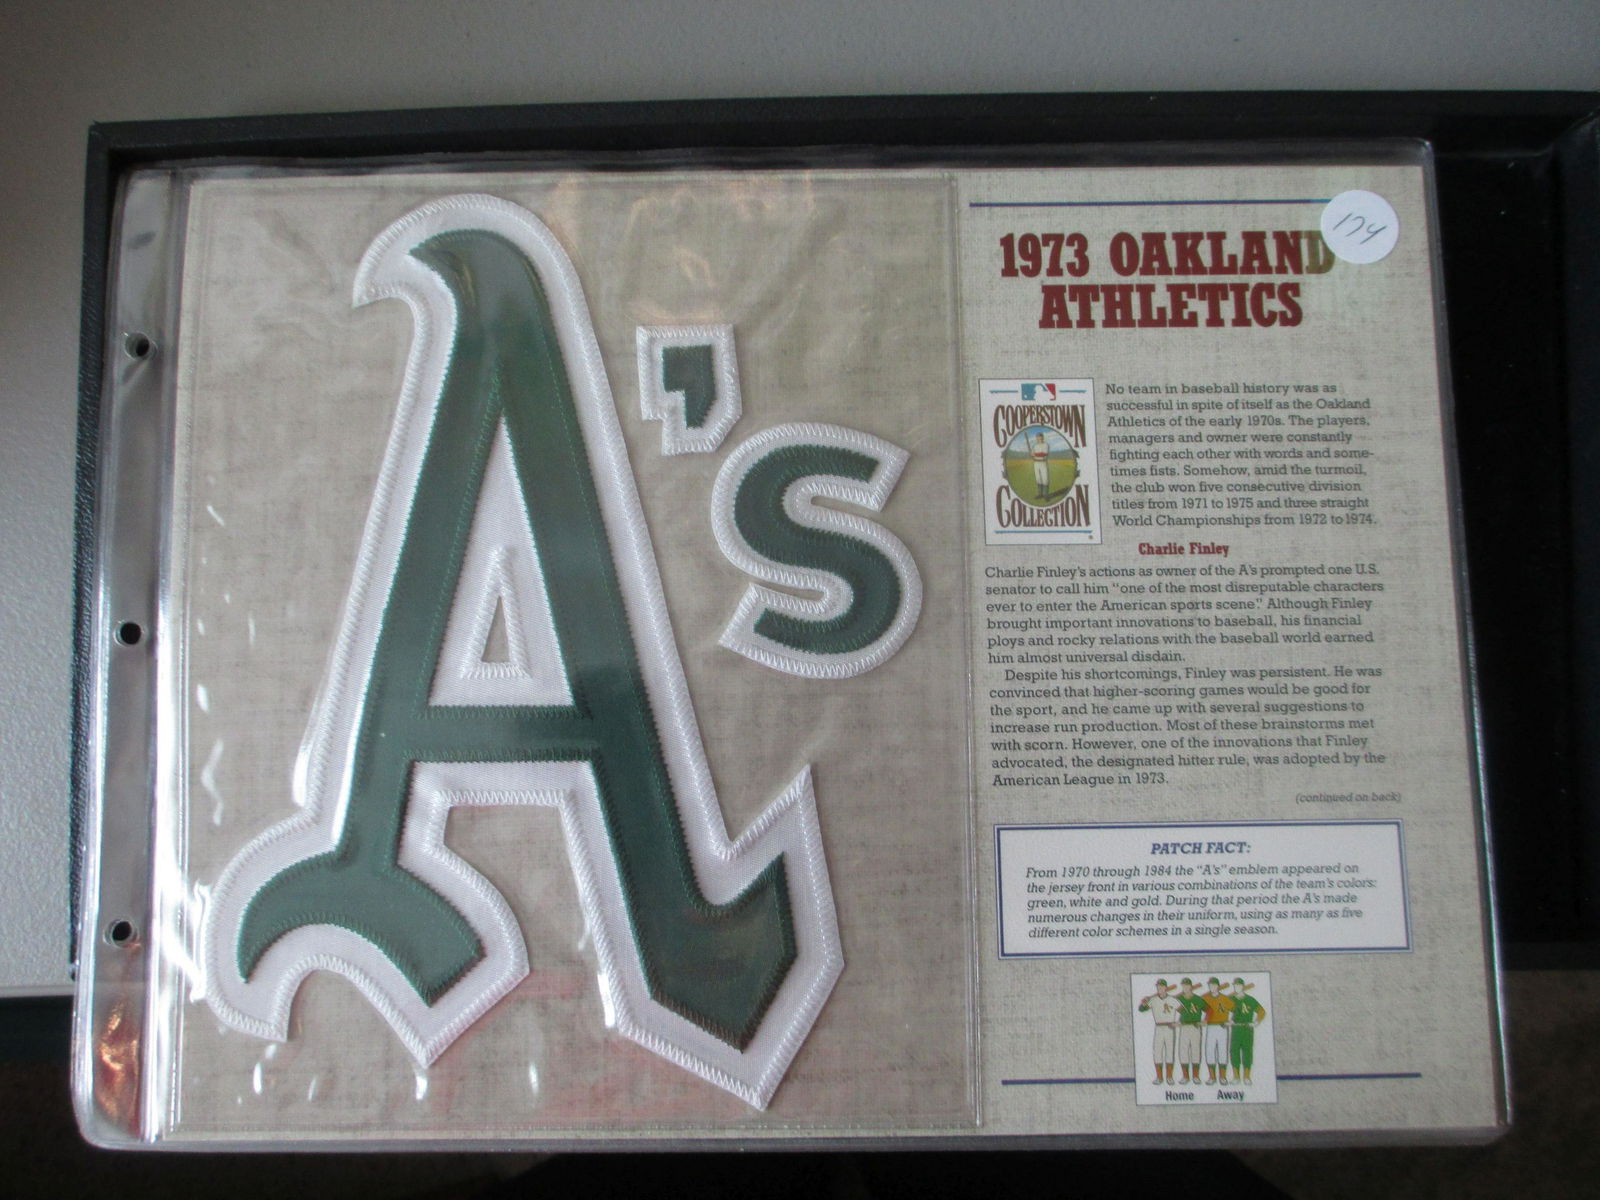 A's
174
1973 OAKLAND
ATHLETICS
COOPERSTOWN
COLLECTION
No team in baseball history was as
successful in spite of itself as the Oakland
Athletics of the early 1970s. The players,
managers and owner were constantly
fighting each other with words and some-
times fists. Somehow, amid the turmoil,
the club won five consecutive division
titles from 1971 to 1975 and three straight
World Championships from 1972 to 1974.
Charlie Finley
Charlie Finley's actions as owner of the A's prompted one U.S.
senator to call him "one of the most disreputable characters
ever to enter the American sports scene". Although Finley
brought important innovations to baseball, his financial
ploys and rocky relations with the baseball world earned
him almost universal disdain.
Despite his shortcomings, Finley was persistent. He was
convinced that higher-scoring games would be good for
the sport, and he came up with several suggestions to
increase run production. Most of these brainstorms met
with scorn. However, one of the innovations that Finley
advocated, the designated hitter rule, was adopted by the
American League in 1973.
(continued on back)
PATCH FACT:
From 1970 through 1984 the "A's" emblem appeared on
the jersey front in various combinations of the team's colors:
green, white and gold. During that period the A's made
numerous changes in their uniform, using as many as five
different color schemes in a single season.
Home Away